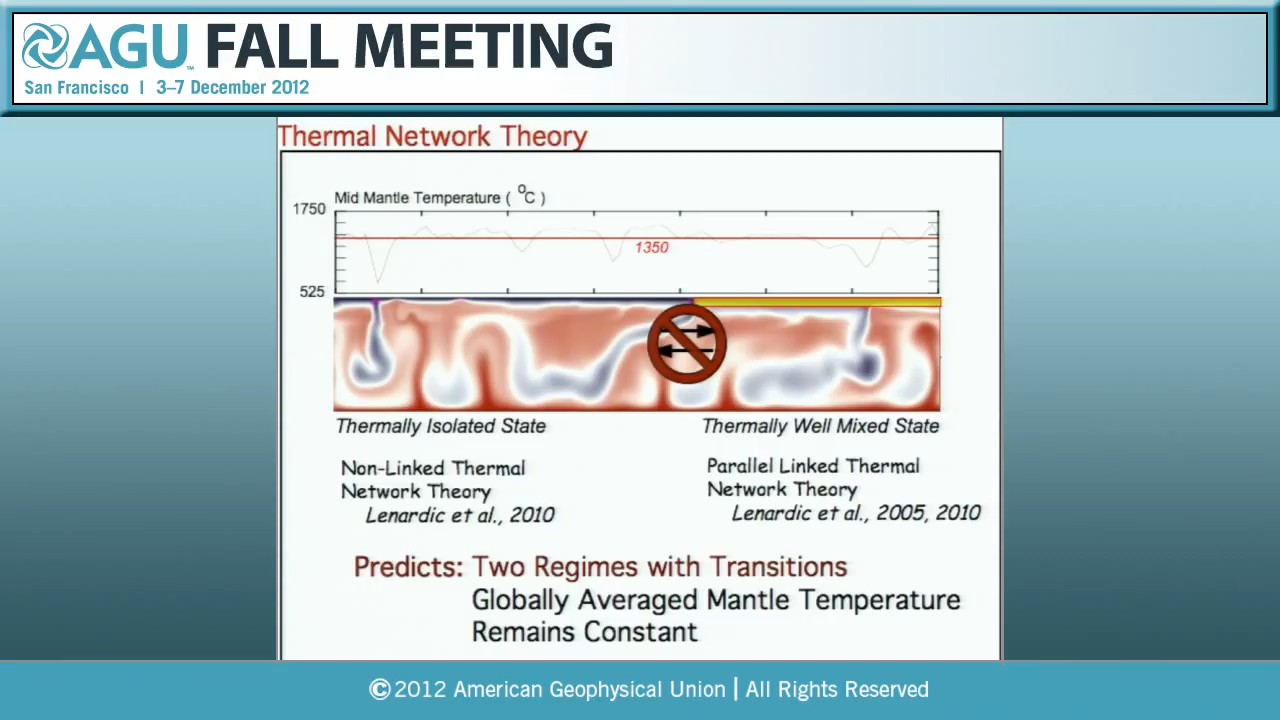 AGU FALL MEETING
San Francisco | 3–7 December 2012
Thermal Network Theory
Mid Mantle Temperature ( °C )
1750
1350
525
Thermally Isolated State
Thermally Well Mixed State
Non-Linked Thermal
Network Theory
Lenardic et al., 2010
Parallel Linked Thermal
Network Theory
Lenardic et al., 2005, 2010
Predicts: Two Regimes with Transitions
Globally Averaged Mantle Temperature
Remains Constant
©2012 American Geophysical Union | All Rights Reserved